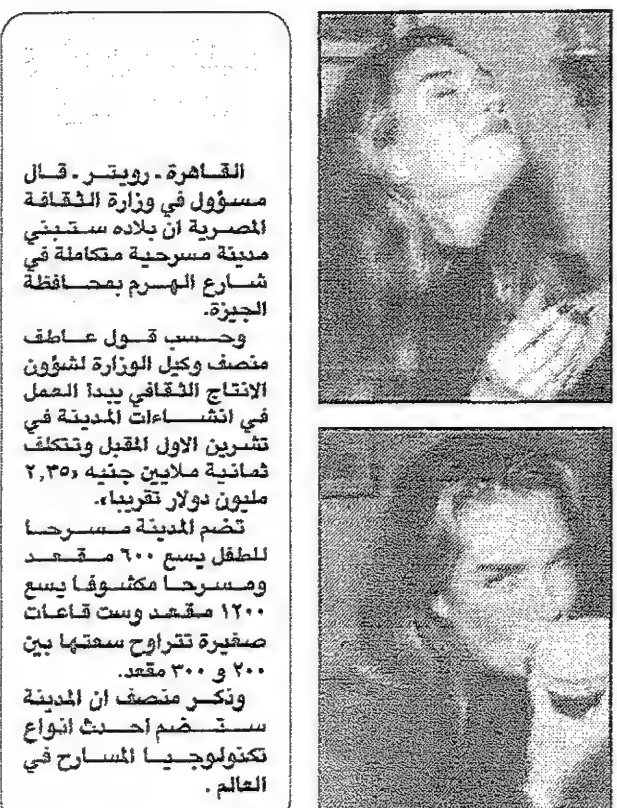 القاهرة - رويتر - قال
مسؤول في وزارة الثقافة
المصرية ان بلاده ستبني
مدينة مسرحية متكاملة في
شارع الهرم بمحافظة
الجيزة.
وحسب قول عاطف
منصف وكيل الوزارة لشؤون
الانتاج الثقافي يبدأ العمل
في انشاءات المدينة في
تشرين الاول المقبل وتتكلف
ثمانية ملايين جنيه «٢,٣٥
مليون دولار تقريبا».
تضم المدينة مسرحا
للطفل يسع ٦٠٠ مقعد
ومسرحا مكشوفا يسع
١٢٠٠ مقعد وست قاعات
صغيرة تتراوح سعتها بين
٢٠٠ و ٣٠٠ مقعد.
وذكر منصف ان المدينة
ستضم احدث انواع
تكنولوجيا المسارح في
العالم .